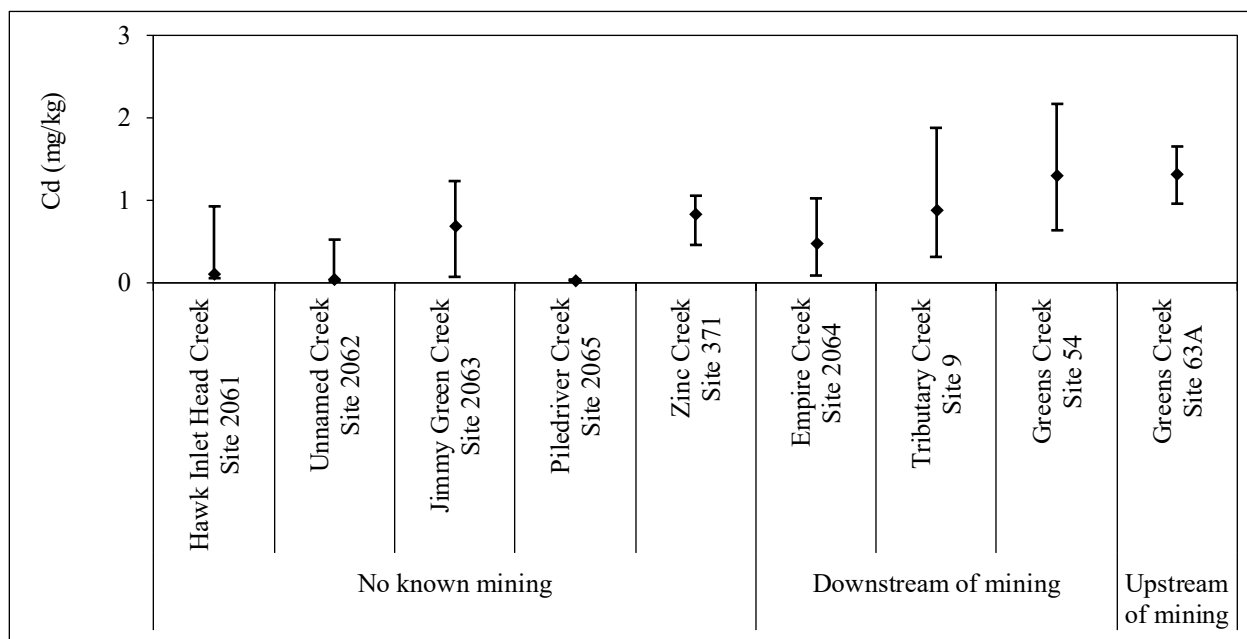 3
2
1
0
Cd (mg/kg)
Hawk Inlet Head Creek
Site 2061
Unnamed Creek
Site 2062
Jimmy Green Creek
Site 2063
Piledriver Creek
Site 2065
Zinc Creek
Site 371
Empire Creek
Site 2064
Tributary Creek
Site 9
Greens Creek
Site 54
Greens Creek
Site 63A
No known mining
Downstream of mining
Upstream
of mining